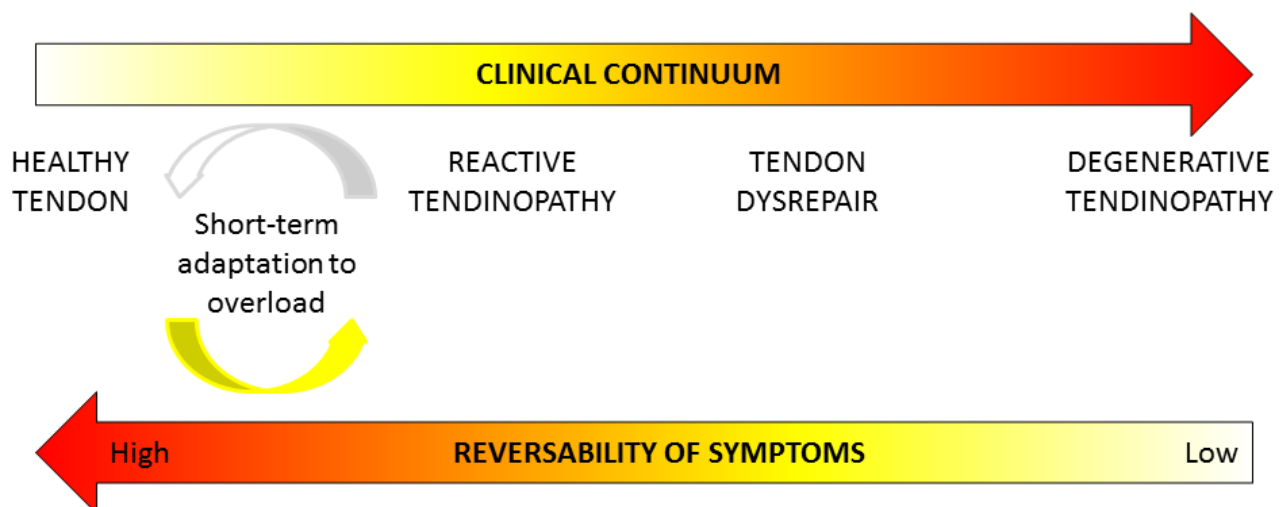 CLINICAL CONTINUUM
HEALTHY
TENDON
Short-term
adaptation to
overload
REACTIVE
TENDINOPATHY
TENDON
DYSREPAIR
DEGENERATIVE
TENDINOPATHY
High
REVERSABILITY OF SYMPTOMS
Low